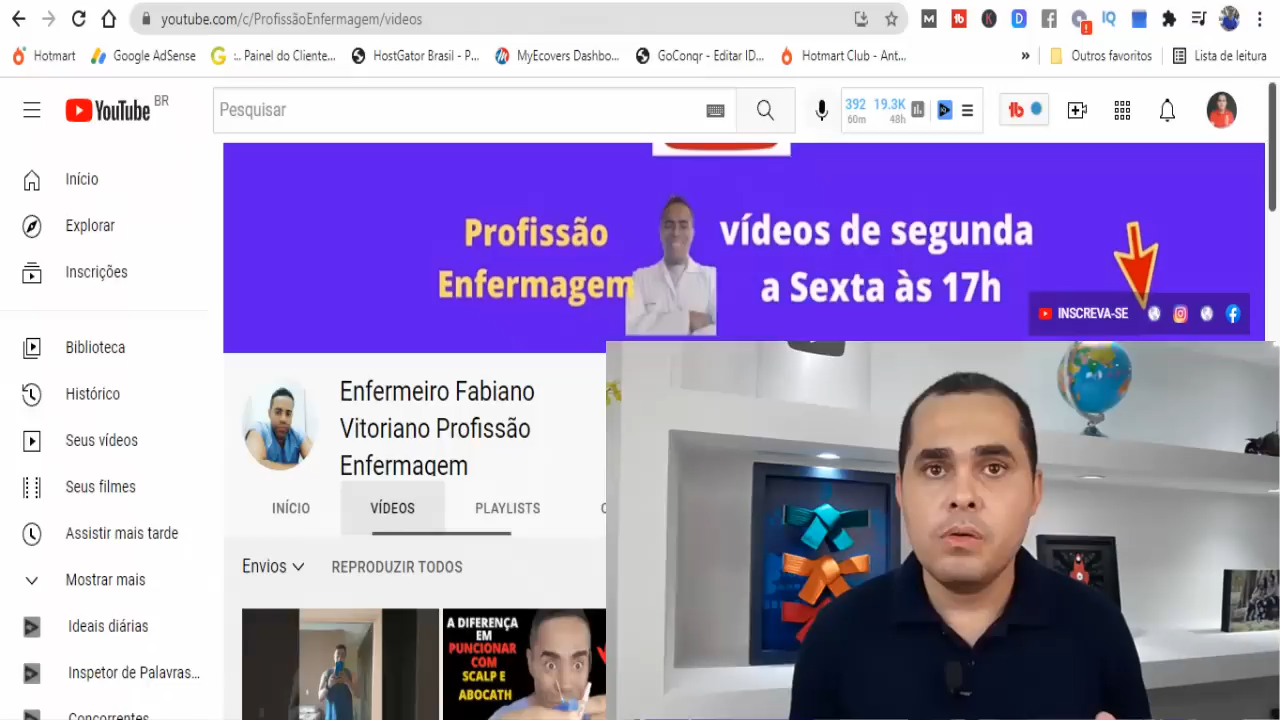 youtube.com/c/ProfissãoEnfermagem/videos
Hotmart
Google AdSense
:.. Painel do Cliente...
HostGator Brasil - P...
MyEcovers Dashbo...
GoConqr - Editar ID...
Hotmart Club - Ant...
»
Outros favoritos
Lista de leitura
YouTube BR
Pesquisar
392 19.3K
60m 48h
Início
Explorar
Inscrições
Biblioteca
Histórico
Seus vídeos
Seus filmes
Assistir mais tarde
Mostrar mais
Ideais diárias
Inspetor de Palavras...
Concorrentes
Profissão
Enfermagem
vídeos de segunda
a Sexta às 17h
INSCREVA-SE
Enfermeiro Fabiano
Vitoriano Profissão
Enfermagem
INÍCIO
VÍDEOS
PLAYLISTS
Envios
REPRODUZIR TODOS
A DIFERENÇA
EM
PUNCIONAR
COM
SCALP E
ABOCATH